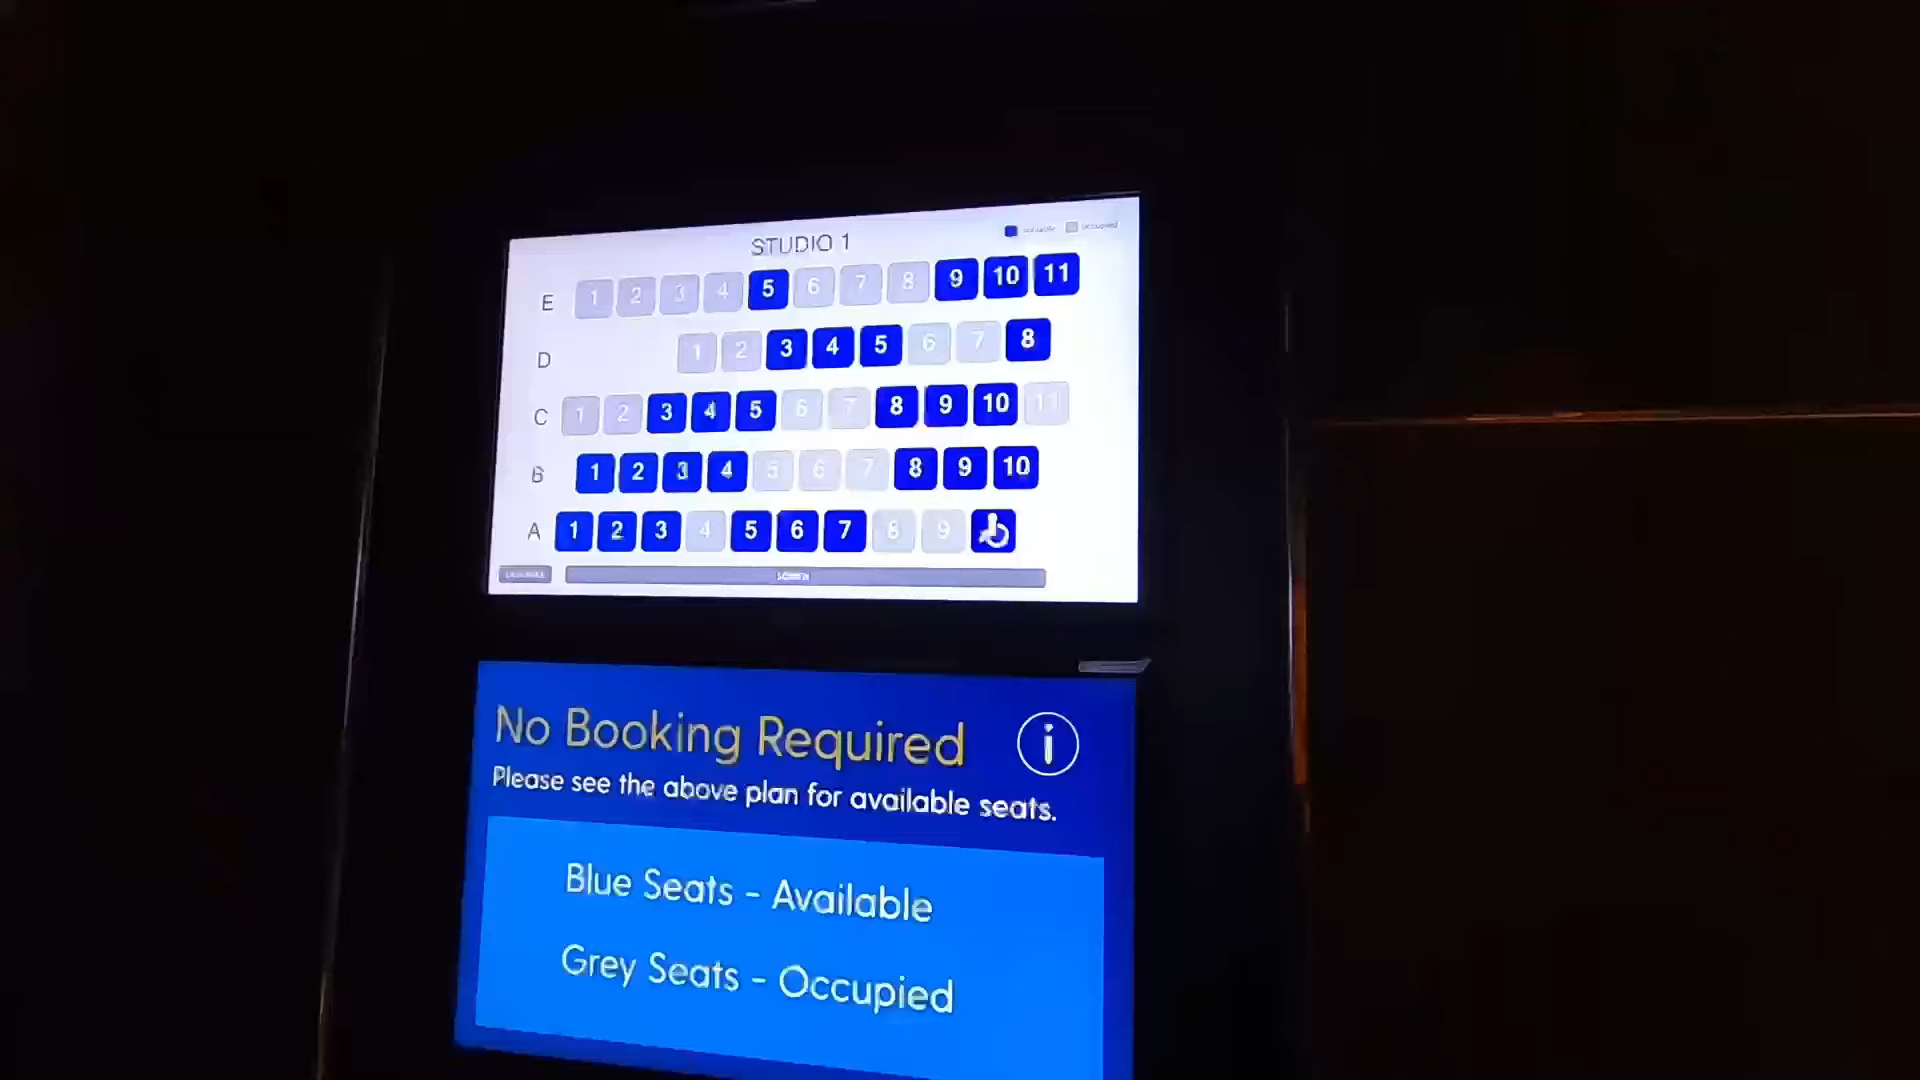 STUDIO 1
occupied
E 1 2 3 4 5 6 7 8 9 10 11
D 1 2 3 4 5 6 7 8
C 1 2 3 4 5 6 7 8 9 10 11
B 1 2 3 4 5 6 7 8 9 10
A 1 2 3 4 5 6 7 8 9
SCREEN
No Booking Required
i
Please see the above plan for available seats.
Blue Seats - Available
Grey Seats - Occupied